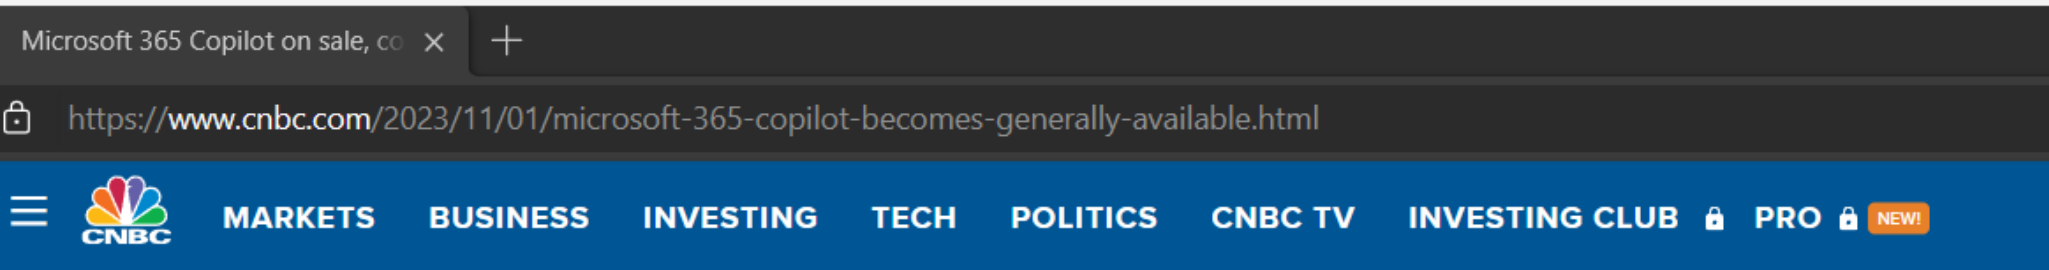 Microsoft 365 Copilot on sale, co
https://www.cnbc.com/2023/11/01/microsoft-365-copilot-becomes-generally-available.html
CNBC MARKETS BUSINESS INVESTING TECH POLITICS CNBC TV INVESTING CLUB PRO NEW!